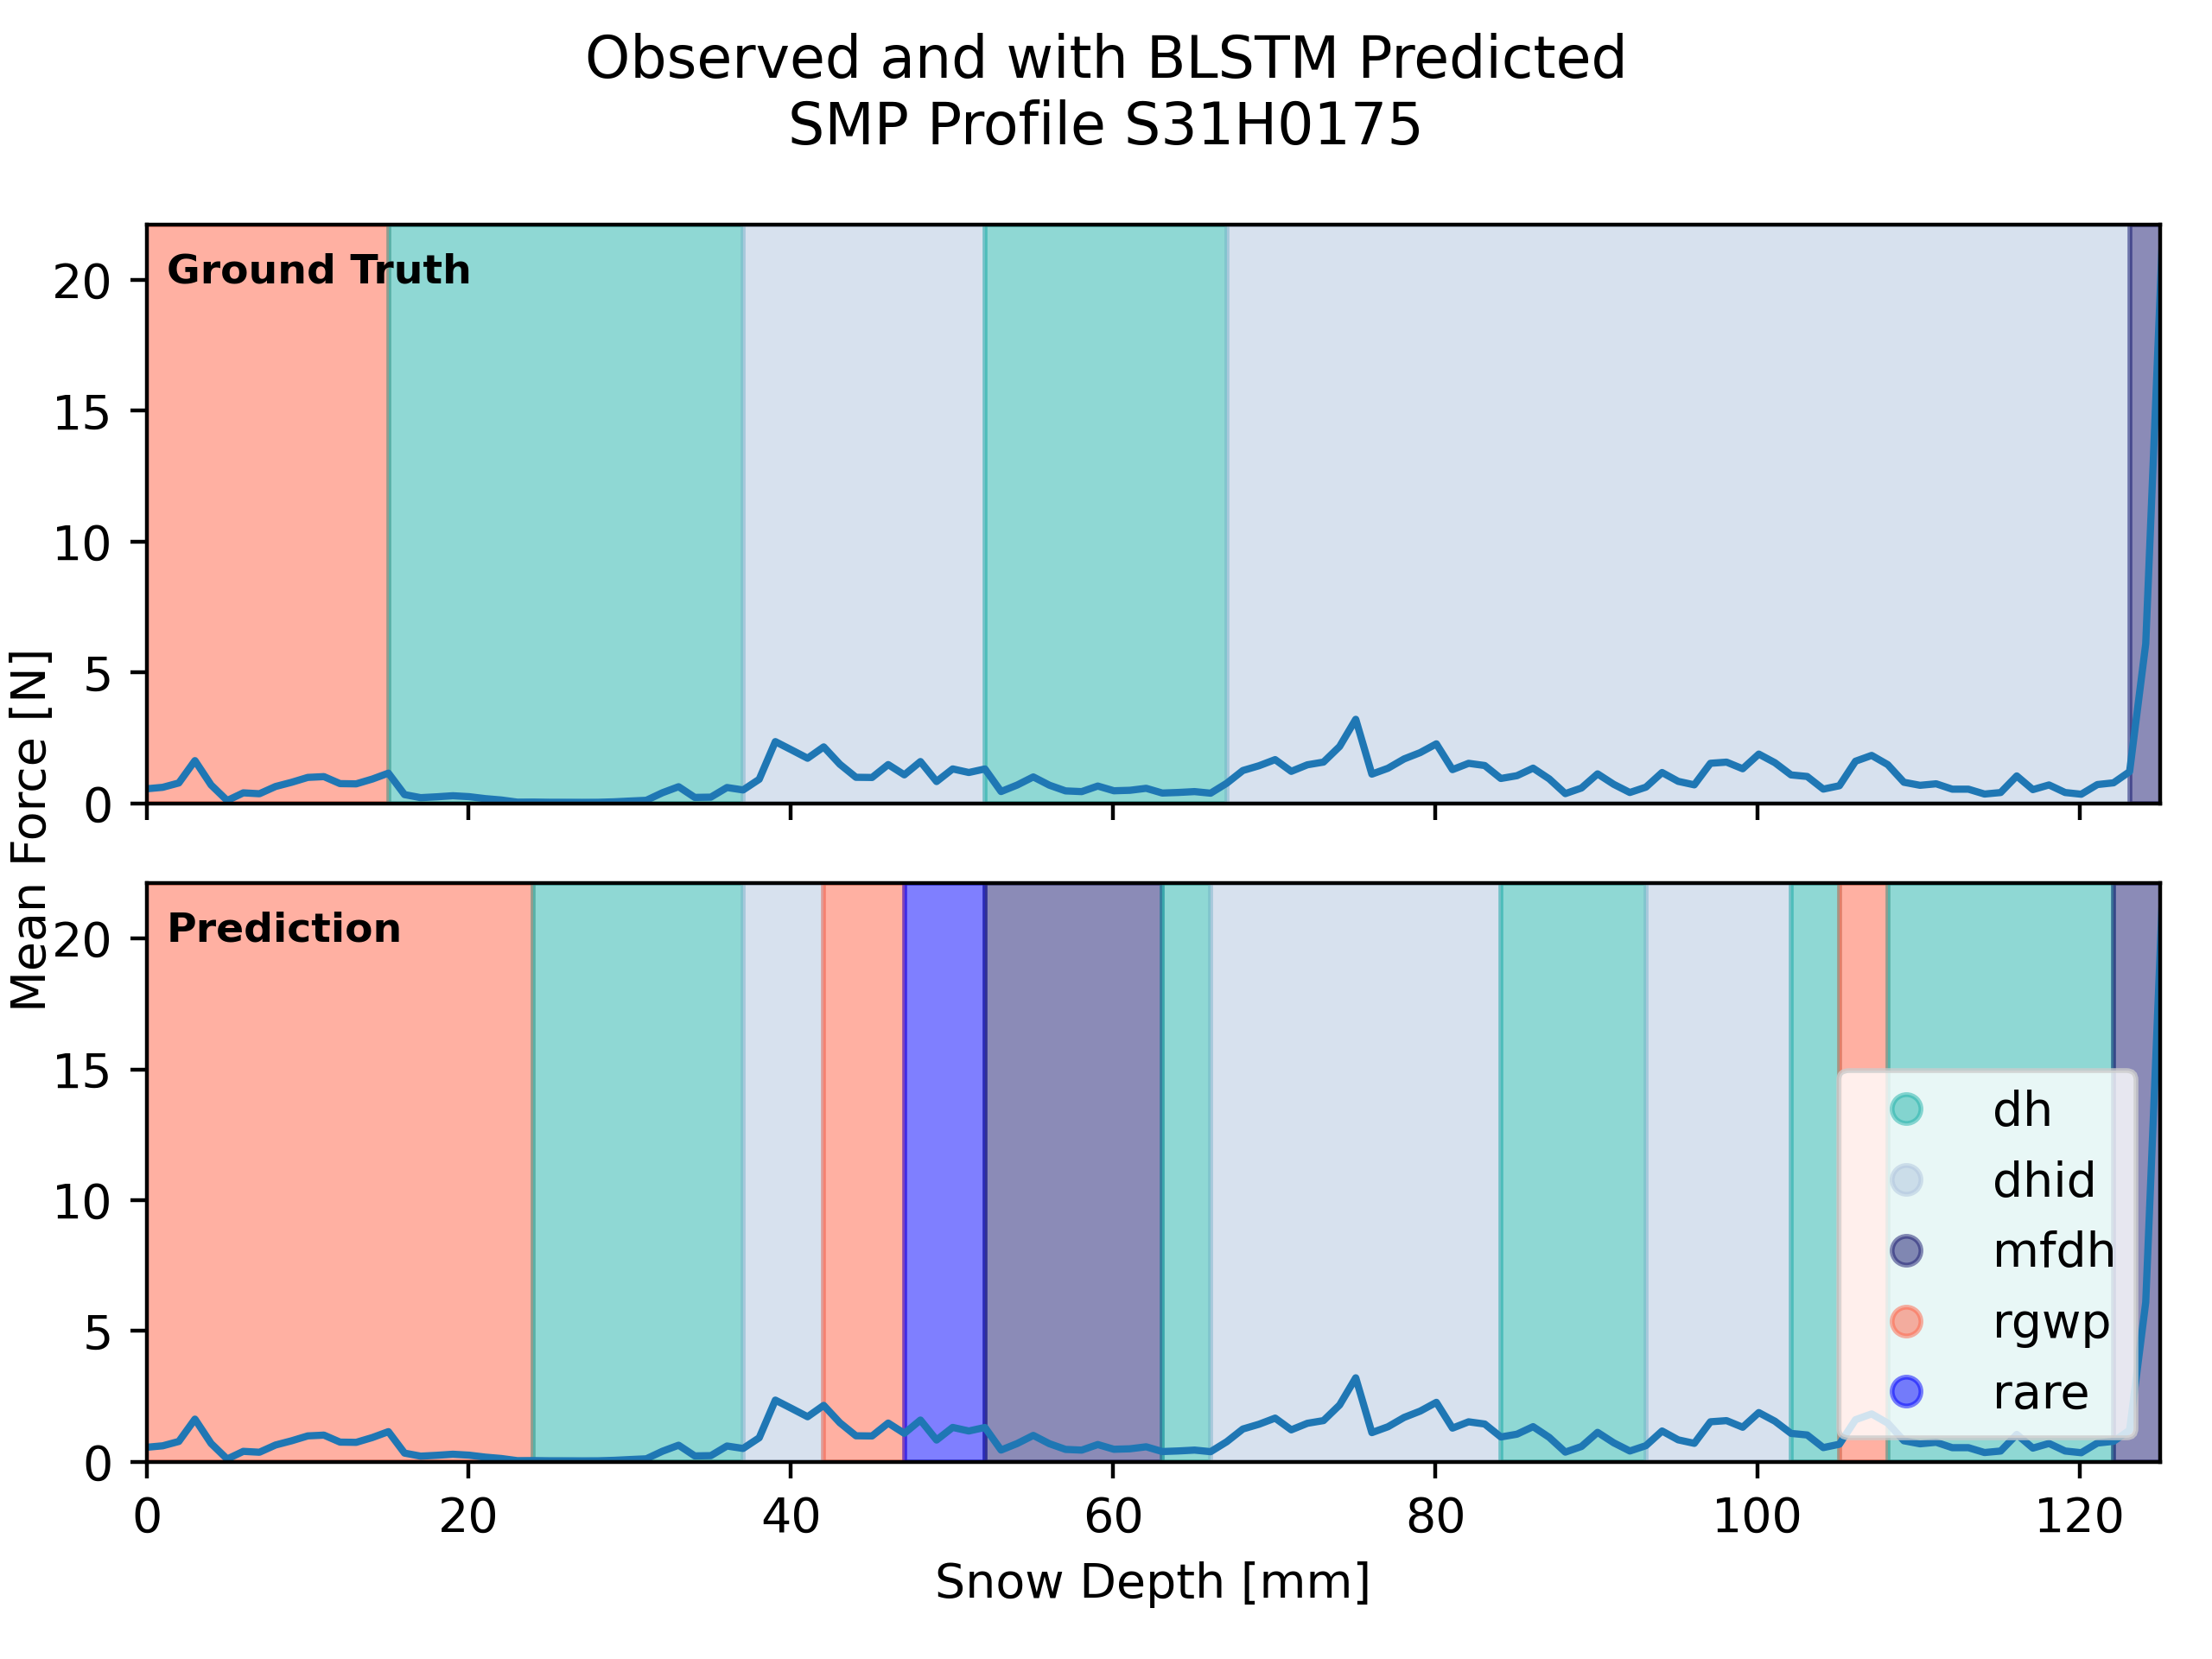 Observed and with BLSTM Predicted
SMP Profile S31H0175
Ground Truth
20
15
10
5
0
Mean Force [N]
Prediction
20
15
10
5
0
dh
dhid
mfdh
rgwp
rare
0 20 40 60 80 100 120
Snow Depth [mm]